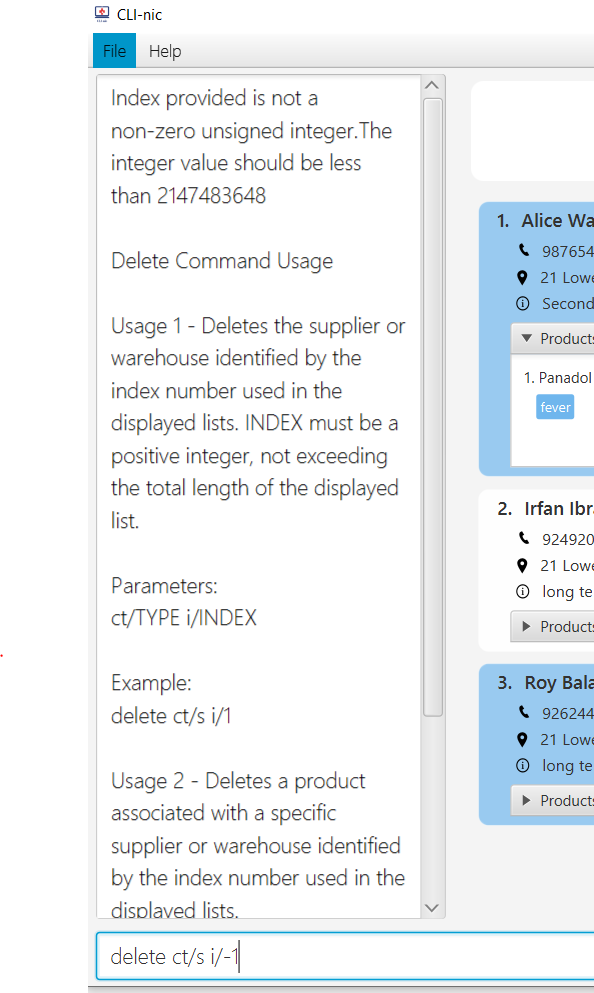 CLI-nic
File Help
Index provided is not a
non-zero unsigned integer.The
integer value should be less
than 2147483648
Delete Command Usage
Usage 1 - Deletes the supplier or
warehouse identified by the
index number used in the
displayed lists. INDEX must be a
positive integer, not exceeding
the total length of the displayed
list.
Parameters:
ct/TYPE i/INDEX
Example:
delete ct/s i/1
Usage 2 - Deletes a product
associated with a specific
supplier or warehouse identified
by the index number used in the
displayed lists.
1. Alice Wa
987654
21 Lowe
Second
Products
1. Panadol
fever
2. Irfan Ibr
924920
21 Lowe
long te
Products
3. Roy Bala
926244
21 Lowe
long te
Products
delete ct/s i/-1